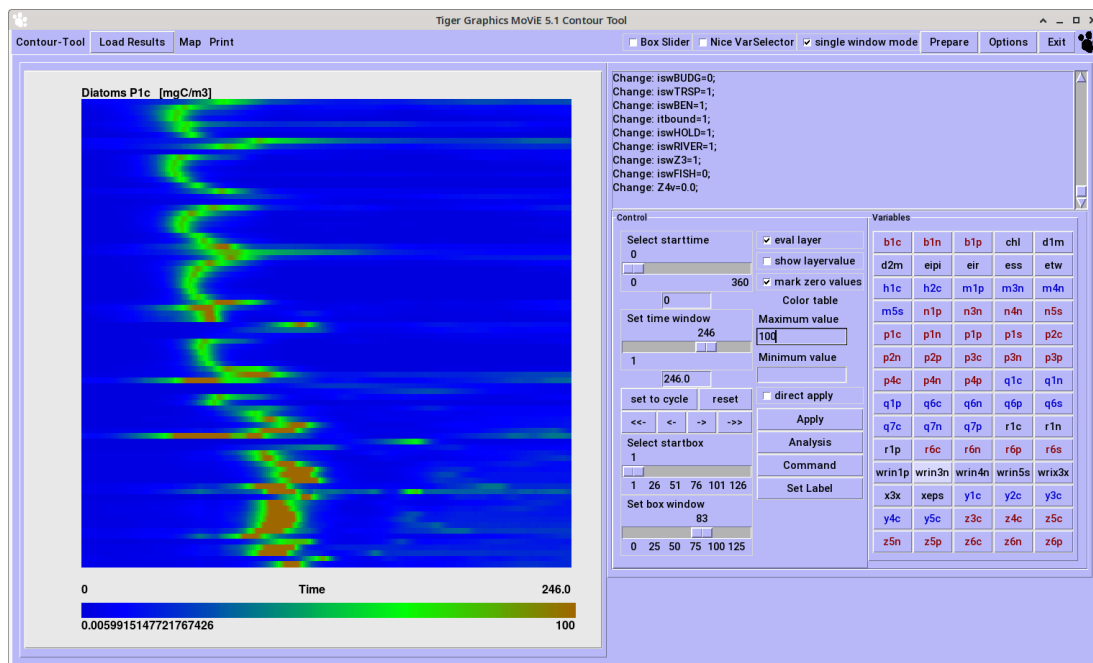 Tiger Graphics MoViE 5.1 Contour Tool
Contour-Tool Load Results Map Print Box Slider Nice VarSelector single window mode Prepare Options Exit
Diatoms P1c [mgC/m3]
0 Time 246.0
0.0059915147721767426 100
Change: iswBUDG=0;
Change: iswTRSP=1;
Change: iswBEN=1;
Change: itbound=1;
Change: iswHOLD=1;
Change: iswRIVER=1;
Change: iswZ3=1;
Change: iswFISH=0;
Change: Z4v=0.0;
Control
Select starttime
0
0 360
0
Set time window
246
1
246.0
set to cycle reset
<<- <- -> ->>
Select startbox
1
1 26 51 76 101 126
Set box window
83
0 25 50 75 100 125
eval layer
show layervalue
mark zero values
Color table
Maximum value
100
Minimum value
direct apply
Apply
Analysis
Command
Set Label
Variables
b1c b1n b1p chl d1m
d2m eipi eir ess etw
h1c h2c m1p m3n m4n
m5s n1p n3n n4n n5s
p1c p1n p1p p1s p2c
p2n p2p p3c p3n p3p
p4c p4n p4p q1c q1n
q1p q6c q6n q6p q6s
q7c q7n q7p r1c r1n
r1p r6c r6n r6p r6s
wrin1p wrin3n wrin4n wrin5s wrix3x
x3x xeps y1c y2c y3c
y4c y5c z3c z4c z5c
z5n z5p z6c z6n z6p